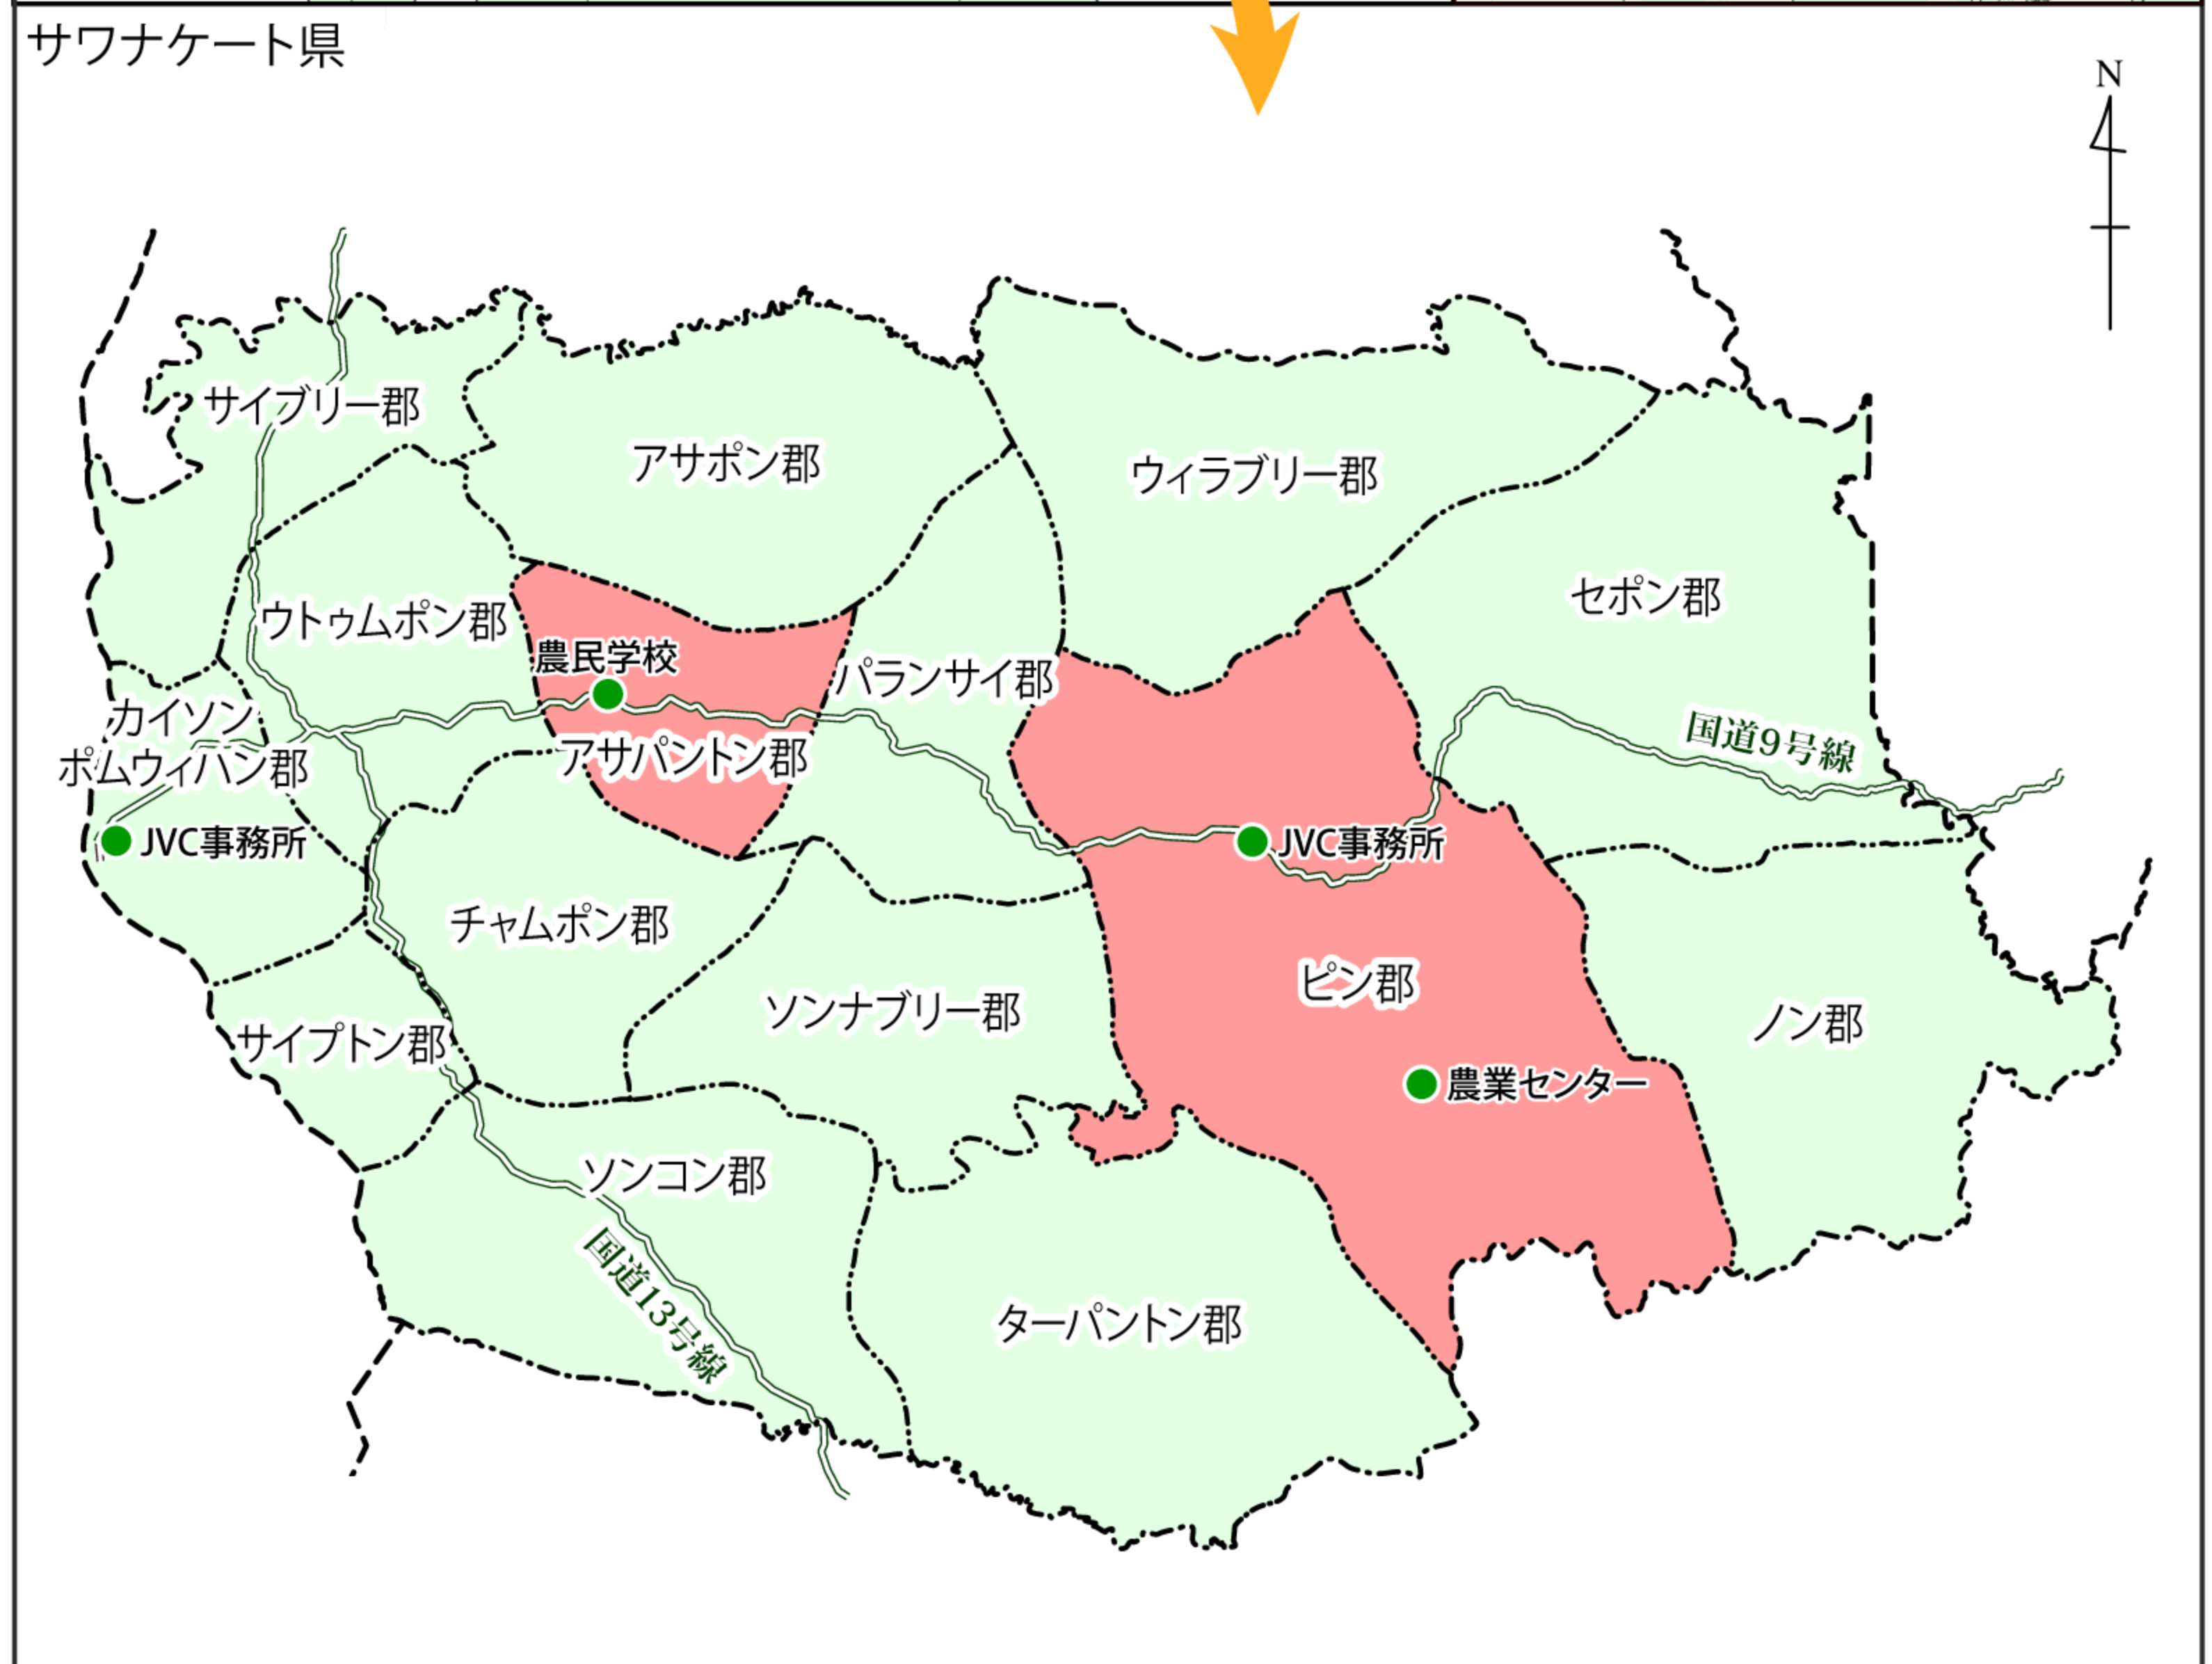 サワナケート県
N
サイブリー郡
アサポン郡
ウィラブリー郡
セポン郡
ウトゥムポン郡
農民学校
パランサイ郡
カイソン
ポムウィハン郡
アサパントン郡
国道9号線
JVC事務所
JVC事務所
チャムポン郡
ソンナブリー郡
ピン郡
ノン郡
サイプトン郡
農業センター
ソンコン郡
国道13号線
ターパントン郡